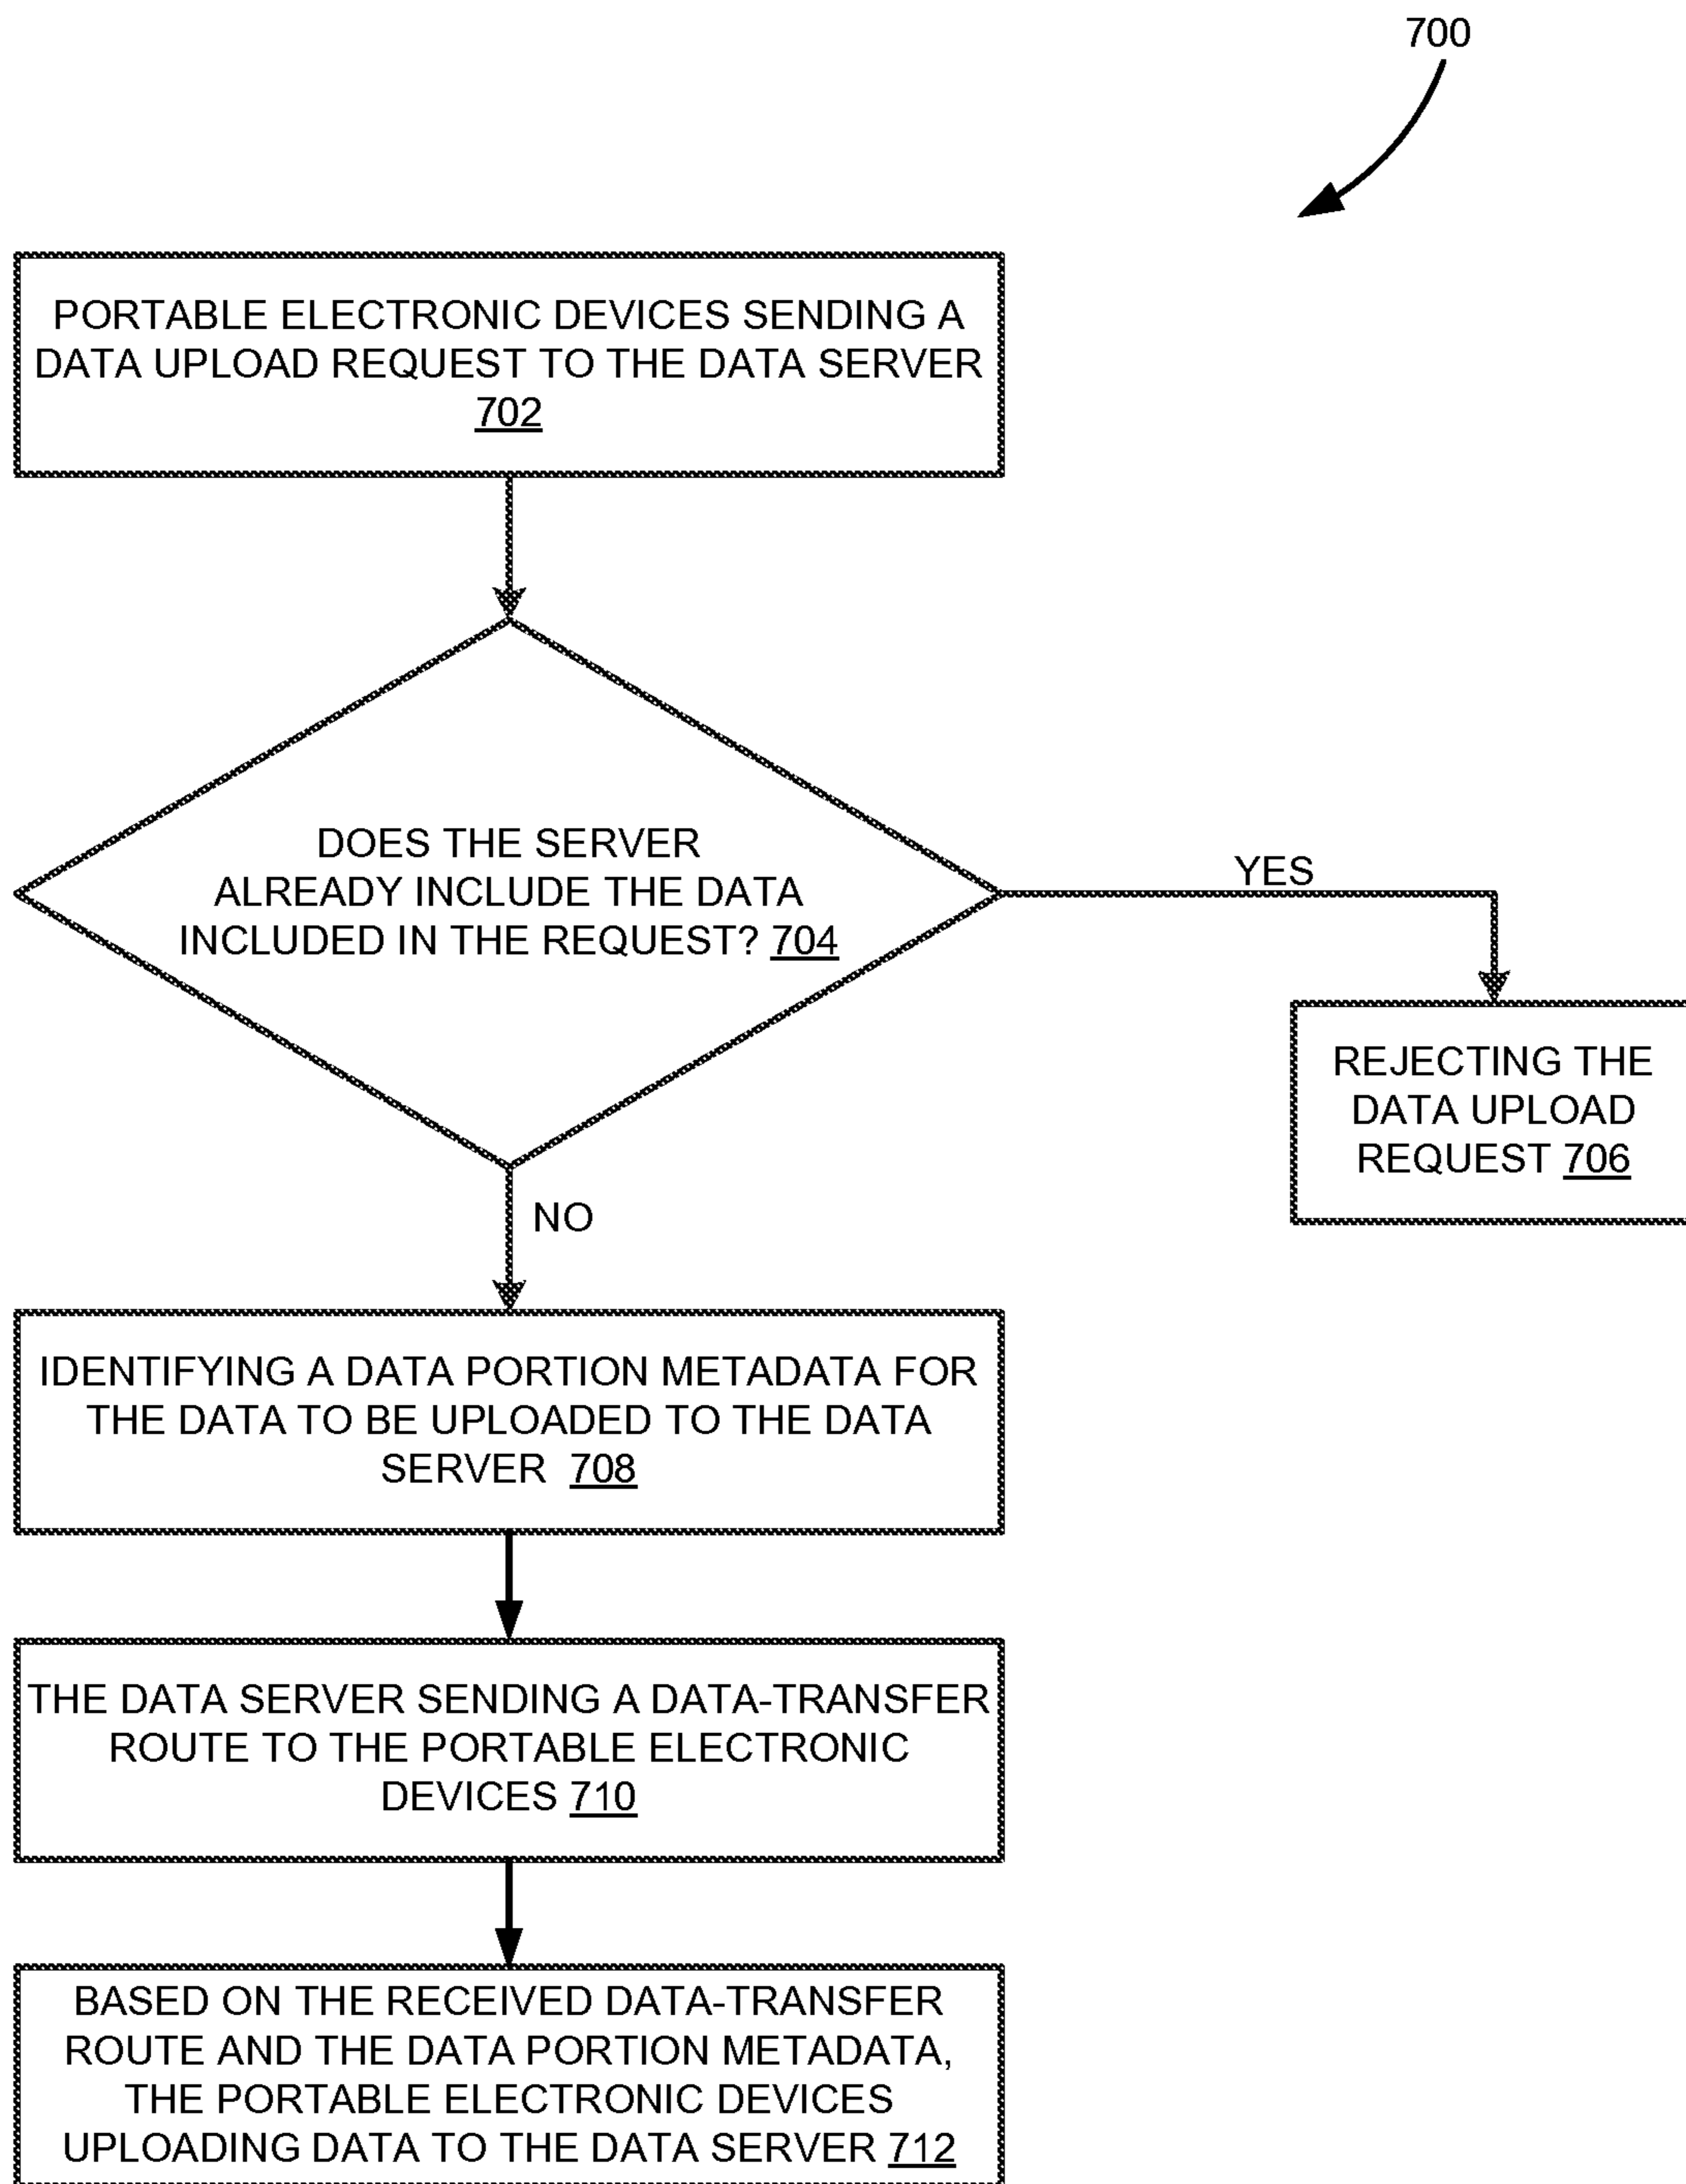 700
PORTABLE ELECTRONIC DEVICES SENDING A
DATA UPLOAD REQUEST TO THE DATA SERVER
702
DOES THE SERVER
ALREADY INCLUDE THE DATA
INCLUDED IN THE REQUEST? 704
YES
REJECTING THE
DATA UPLOAD
REQUEST 706
NO
IDENTIFYING A DATA PORTION METADATA FOR
THE DATA TO BE UPLOADED TO THE DATA
SERVER 708
THE DATA SERVER SENDING A DATA-TRANSFER
ROUTE TO THE PORTABLE ELECTRONIC
DEVICES 710
BASED ON THE RECEIVED DATA-TRANSFER
ROUTE AND THE DATA PORTION METADATA,
THE PORTABLE ELECTRONIC DEVICES
UPLOADING DATA TO THE DATA SERVER 712